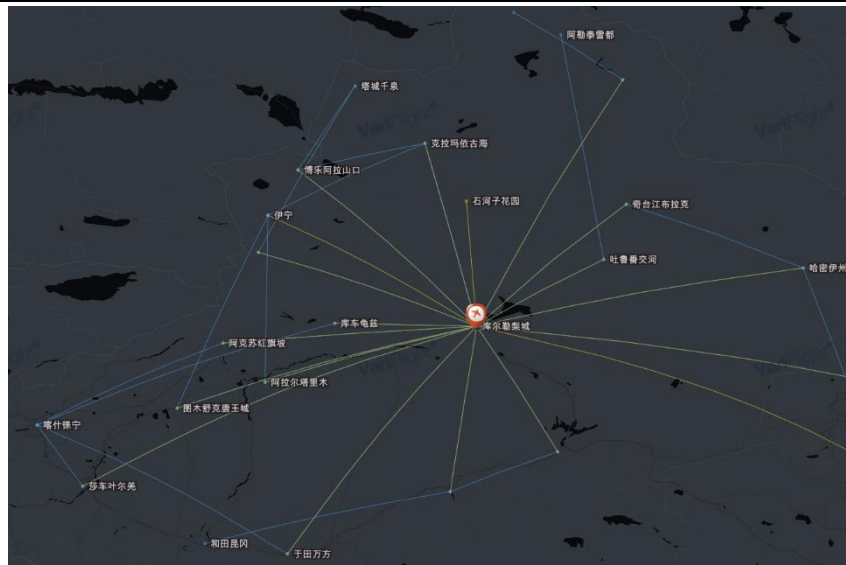 阿勒泰雪都
塔城千泉
VariFlight
VariFlight
克拉玛依古海
博乐阿拉山口
石河子花园
奇台江布拉克
伊宁
吐鲁番交河
哈密伊州
库车龟兹
库尔勒梨城
阿克苏红旗坡
阿拉尔塔里木
图木舒克唐王城
喀什徕宁
莎车叶尔羌
和田昆冈
于田万方